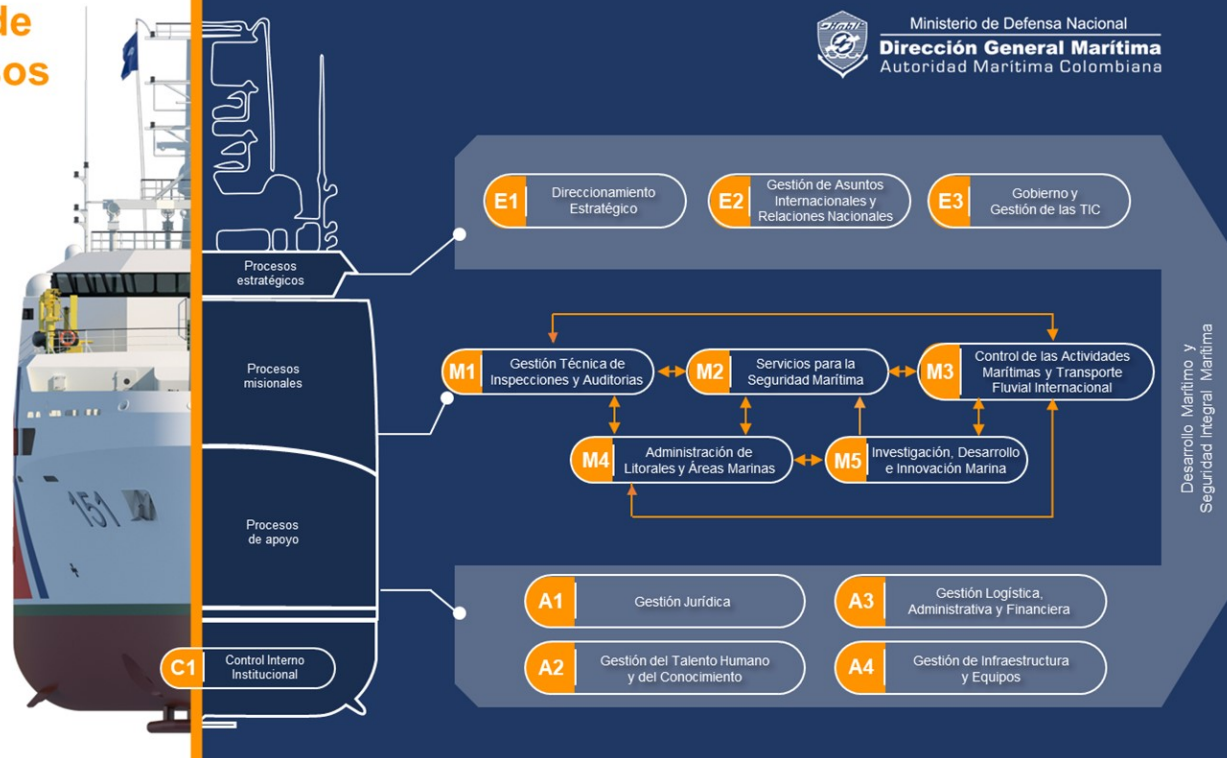 de
os
DIMAR
Ministerio de Defensa Nacional
Dirección General Marítima
Autoridad Marítima Colombiana
E1
Direccionamiento
Estratégico
E2
Gestión de Asuntos
Internacionales y
Relaciones Nacionales
E3
Gobierno y
Gestión de las TIC
Procesos
estratégicos
Procesos
misionales
M1
Gestión Técnica de
Inspecciones y Auditorias
M2
Servicios para la
Seguridad Marítima
M3
Control de las Actividades
Marítimas y Transporte
Fluvial Internacional
M4
Administración de
Litorales y Áreas Marinas
M5
Investigación, Desarrollo
e Innovación Marina
Desarrollo Marítimo y
Seguridad Integral Marítima
151
Procesos
de apoyo
A1
Gestión Jurídica
A3
Gestión Logística,
Administrativa y Financiera
A2
Gestión del Talento Humano
y del Conocimiento
A4
Gestión de Infraestructura
y Equipos
C1
Control Interno
Institucional